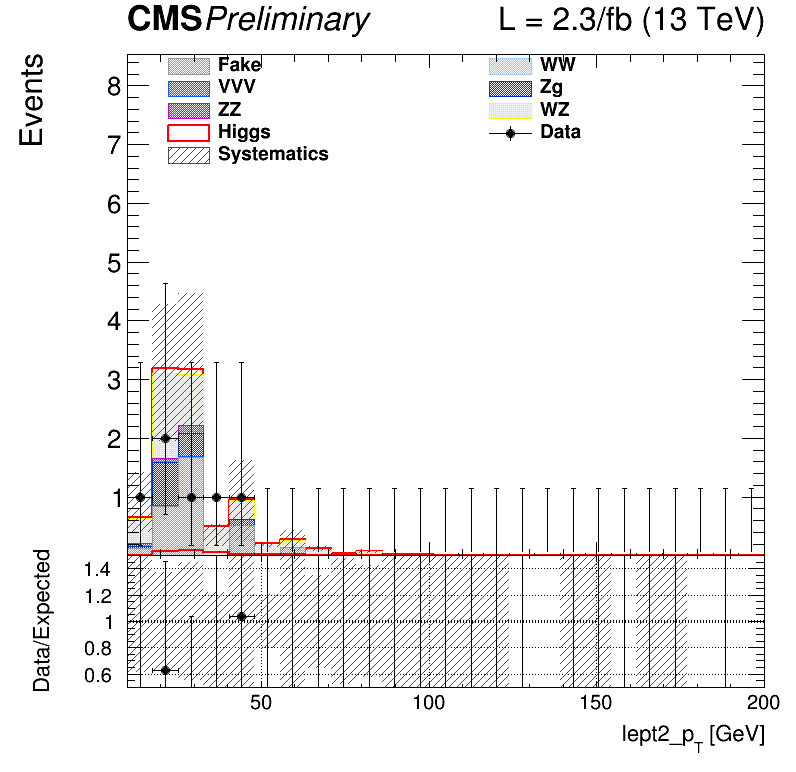 CMS Preliminary L = 2.3/fb (13 TeV)
Events
8
7
6
5
4
3
2
1
Fake
VVV
ZZ
Higgs
Systematics
WW
Zg
WZ
Data
Data/Expected
1.4
1.2
1
0.8
0.6
50 100 150 200
lept2_p_T [GeV]